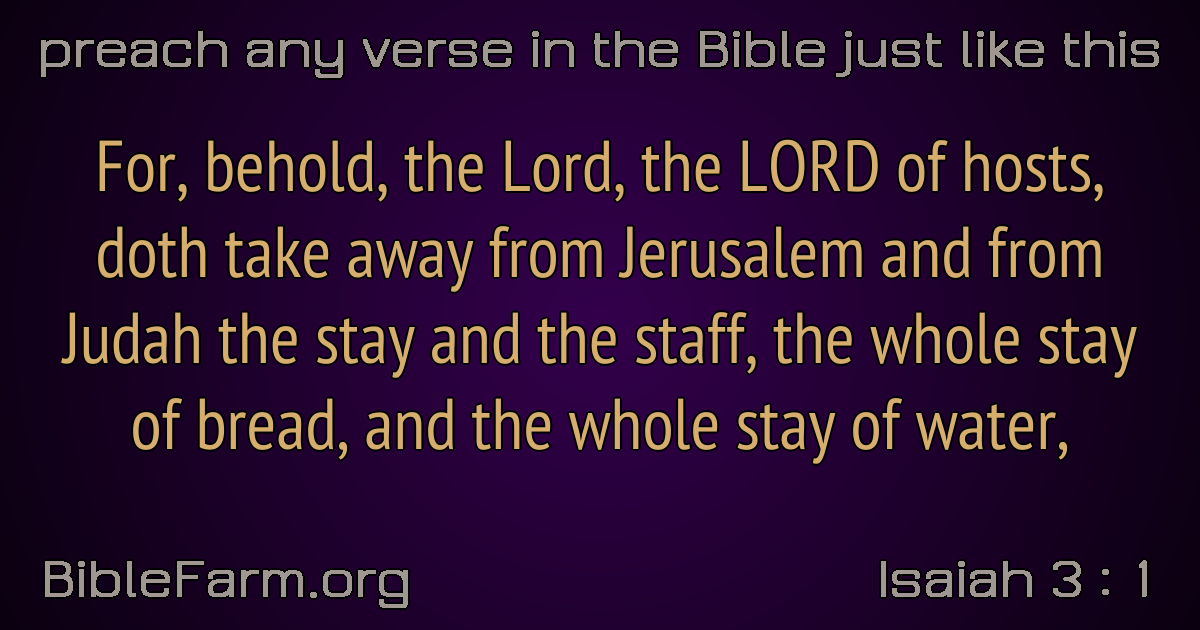 preach any verse in the Bible just like this
For, behold, the Lord, the LORD of hosts,
doth take away from Jerusalem and from
Judah the stay and the staff, the whole stay
of bread, and the whole stay of water,
BibleFarm.org
Isaiah 3 : 1